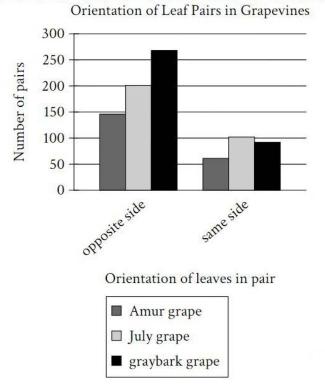 Orientation of Leaf Pairs in Grapevines
Number of pairs
300
250
200
150
100
50
0
opposite side
same side
Orientation of leaves in pair
Amur grape
July grape
graybark grape